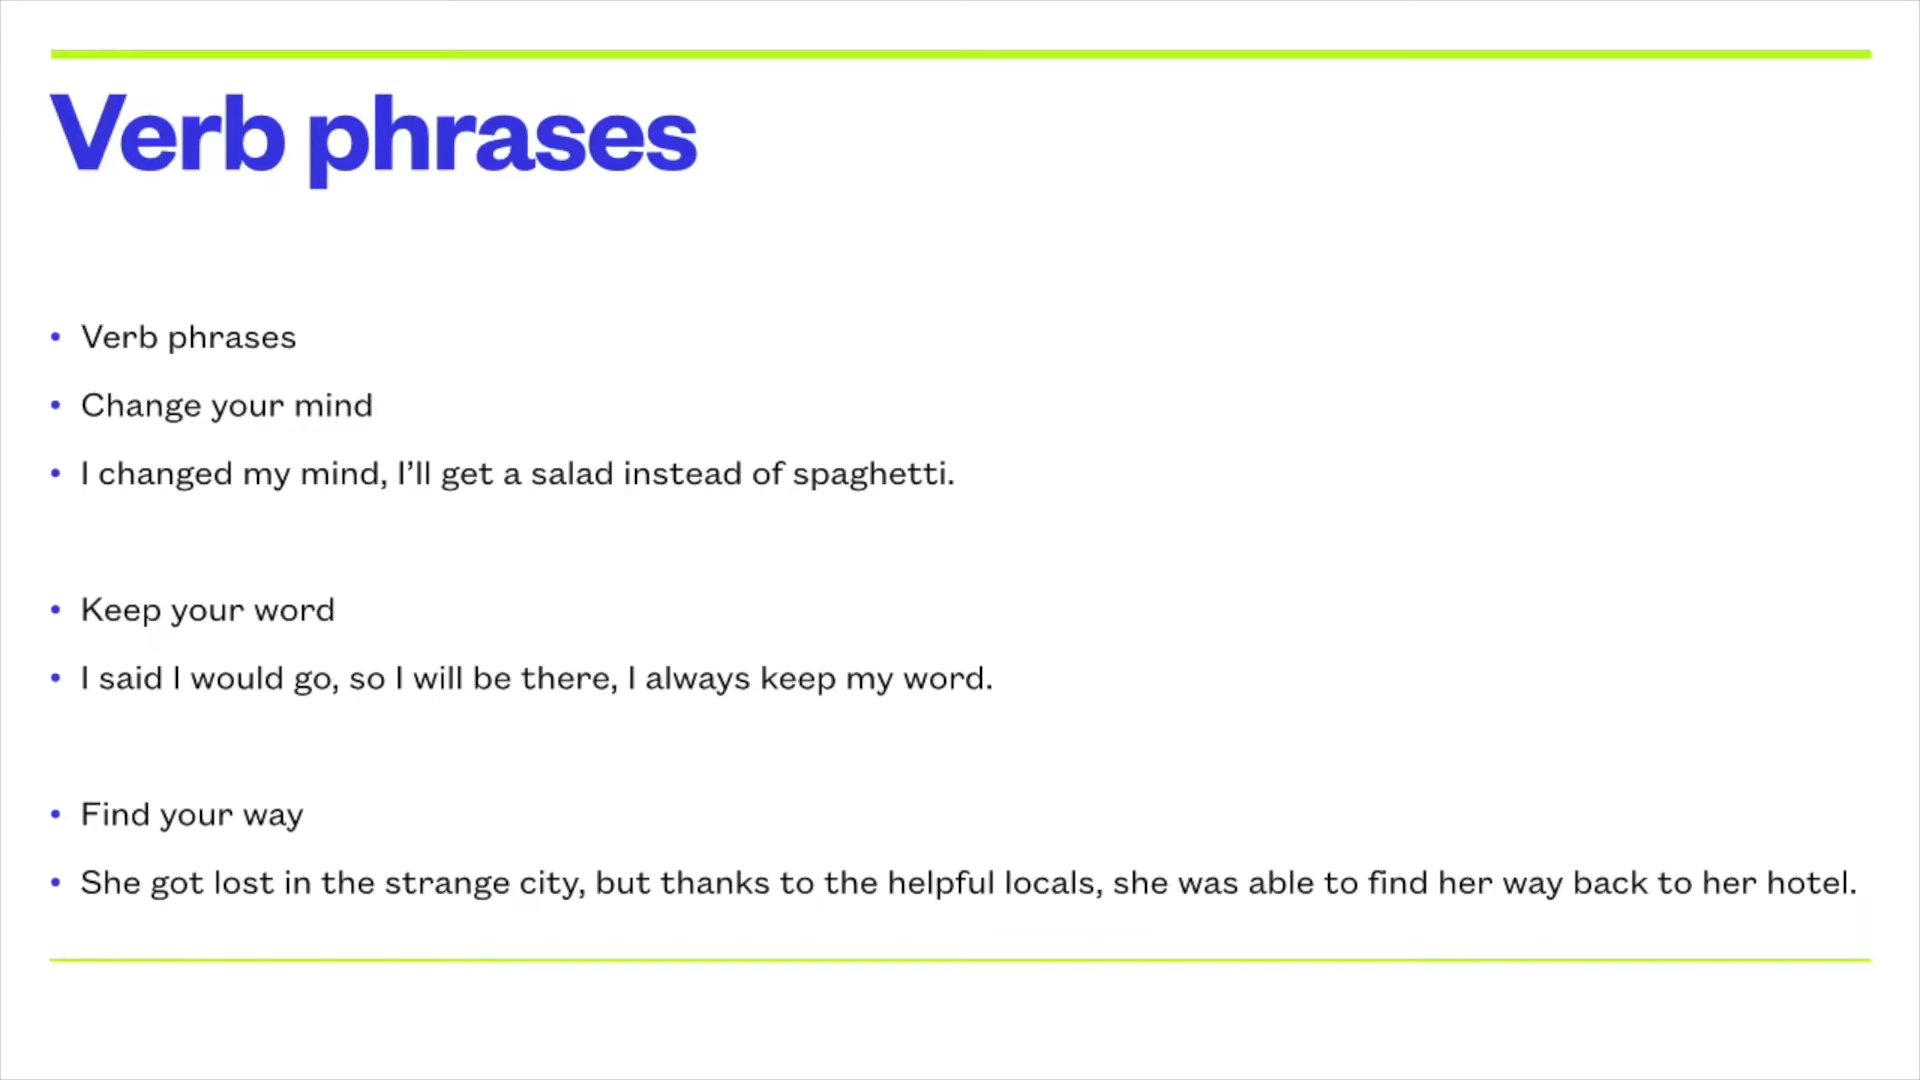 Verb phrases
• Verb phrases
• Change your mind
• I changed my mind, I’ll get a salad instead of spaghetti.
• Keep your word
• I said I would go, so I will be there, I always keep my word.
• Find your way
• She got lost in the strange city, but thanks to the helpful locals, she was able to find her way back to her hotel.